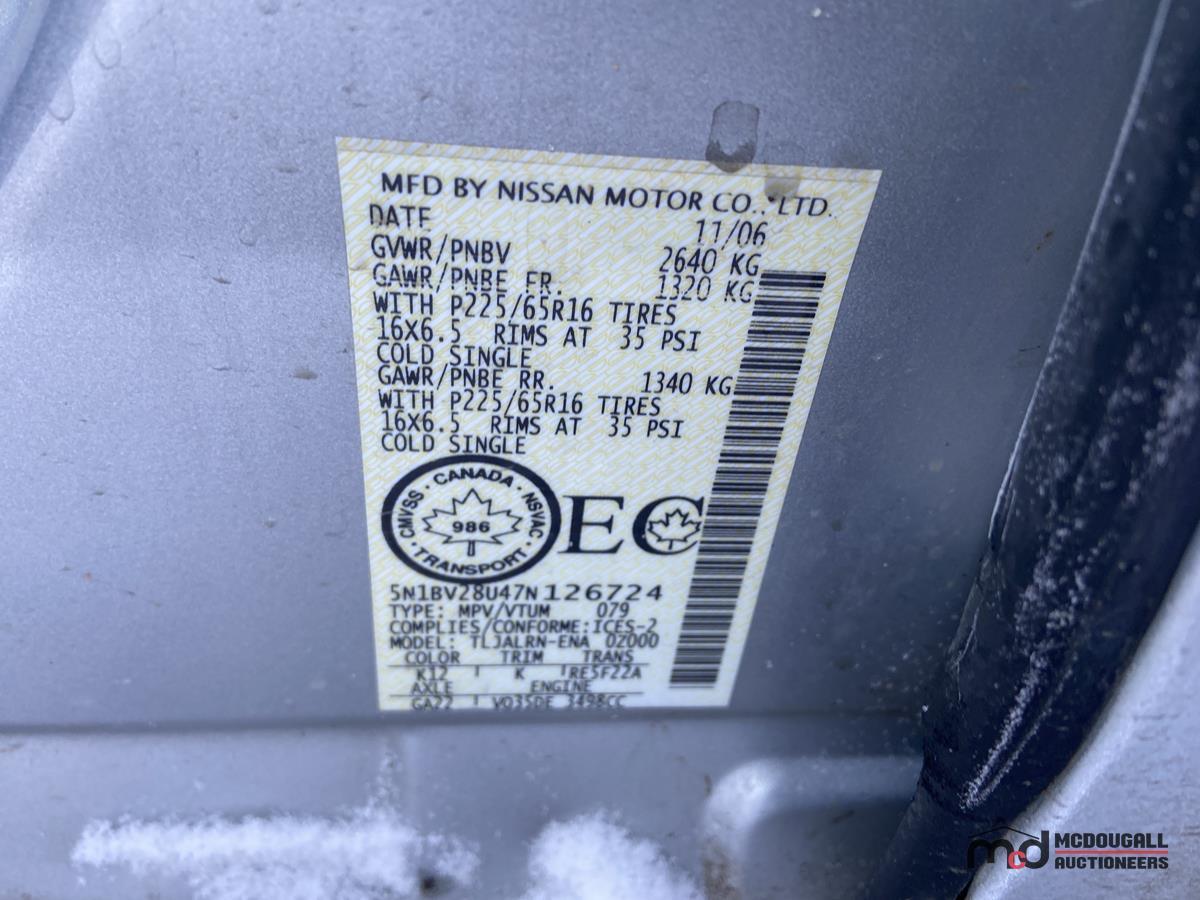 MFD BY NISSAN MOTOR CO., LTD.
DATE 11/06
GVWR/PNBV 2640 KG
GAWR/PNBE FR. 1320 KG
WITH P225/65R16 TIRES
16X6.5 RIMS AT 35 PSI
COLD SINGLE
GAWR/PNBE RR. 1340 KG
WITH P225/65R16 TIRES
16X6.5 RIMS AT 35 PSI
COLD SINGLE
CMVSS · CANADA · NSVAC · TRANSPORT ·
986
EC
5N1BV28U47N126724
TYPE: MPV/VTUM 079
COMPLIES/CONFORME:ICES-2
MODEL: TLJALRN-ENA 02000
COLOR TRIM TRANS
K12 K RE5F22A
AXLE ENGINE
GA22 VQ35DE 3498CC
mcd MCDOUGALL
AUCTIONEERS